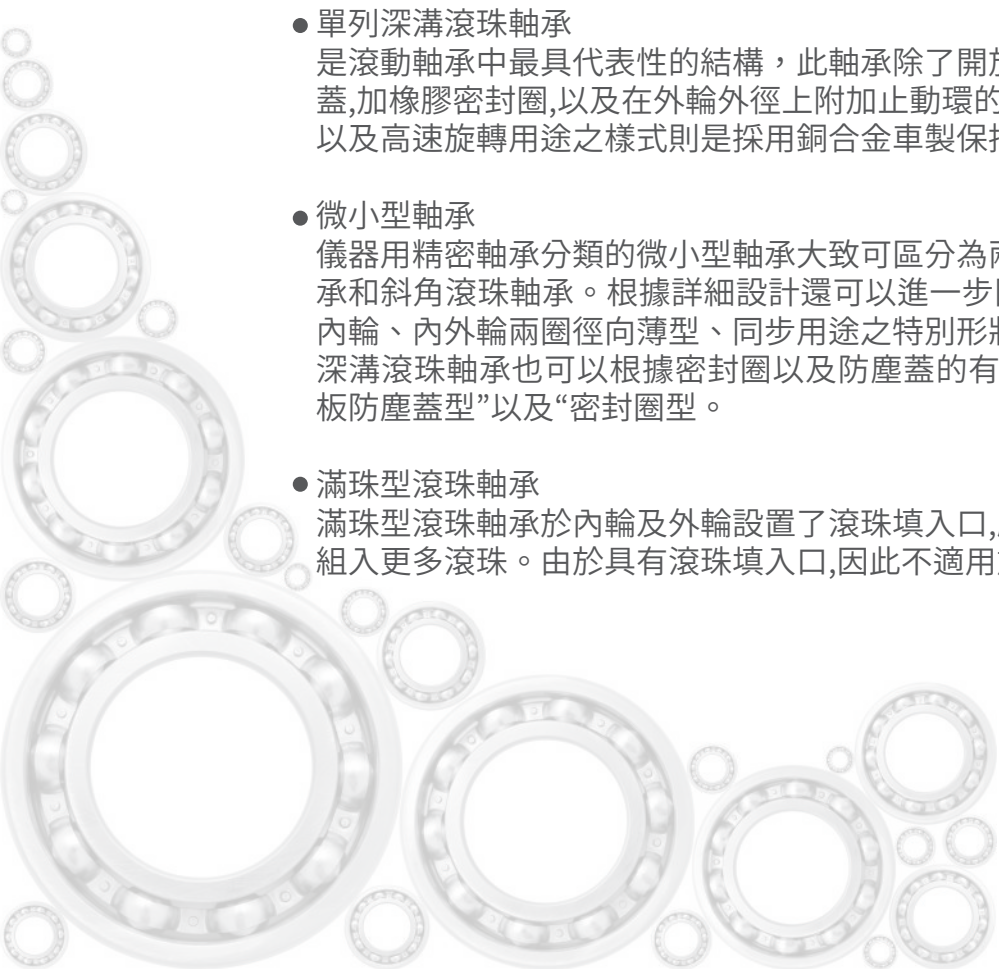 ●單列深溝滾珠軸承
是滾動軸承中最具代表性的結構，此軸承除了開放
蓋,加橡膠密封圈,以及在外輪外徑上附加止動環的
以及高速旋轉用途之樣式則是採用銅合金車製保持
●微小型軸承
儀器用精密軸承分類的微小型軸承大致可區分為兩
承和斜角滾珠軸承。根據詳細設計還可以進一步
內輪、內外輪兩圈徑向薄型、同步用途之特別形狀
深溝滾珠軸承也可以根據密封圈以及防塵蓋的有
板防塵蓋型”以及“密封圈型。
●滿珠型滾珠軸承
滿珠型滾珠軸承於內輪及外輪設置了滾珠填入口,
組入更多滾珠。由於具有滾珠填入口,因此不適用